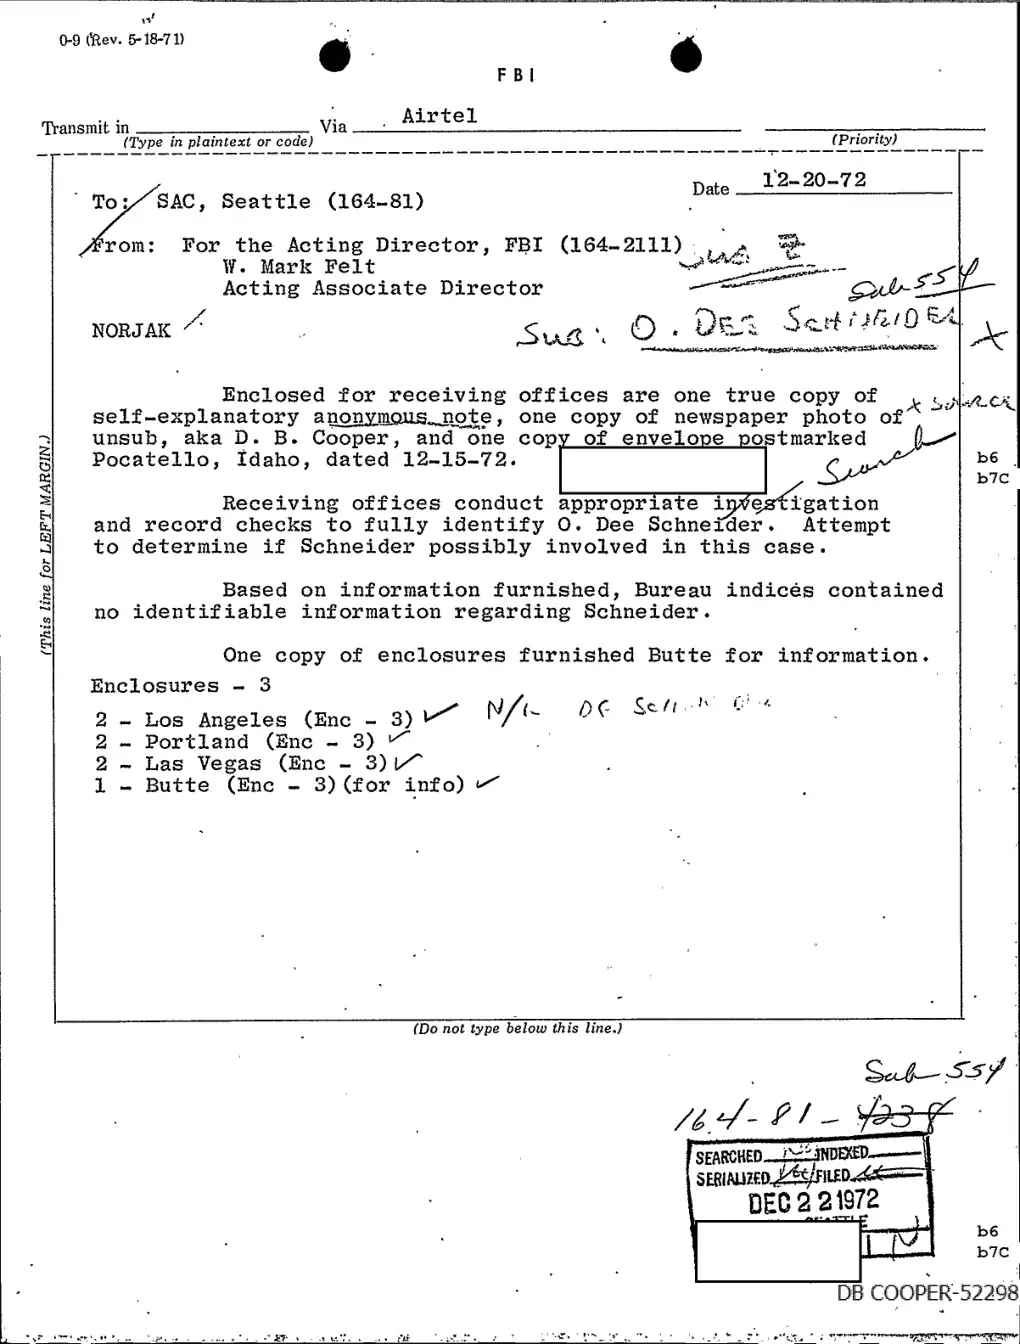 0-9 (Rev. 5-18-71)
F B I
Transmit in Via Airtel
(Type in plaintext or code) (Priority)
Date 12-20-72
To: SAC, Seattle (164-81)
From: For the Acting Director, FBI (164-2111)
W. Mark Felt
Acting Associate Director
Sub 554
NORJAK
Sub: O. DEE SCHNEIDER
Enclosed for receiving offices are one true copy of
self-explanatory anonymous note, one copy of newspaper photo of
unsub, aka D. B. Cooper, and one copy of envelope postmarked
Pocatello, Idaho, dated 12-15-72.
Search
b6
b7C
Receiving offices conduct appropriate investigation
and record checks to fully identify O. Dee Schneider. Attempt
to determine if Schneider possibly involved in this case.
Based on information furnished, Bureau indices contained
no identifiable information regarding Schneider.
One copy of enclosures furnished Butte for information.
Enclosures - 3
2 - Los Angeles (Enc - 3)
2 - Portland (Enc - 3)
2 - Las Vegas (Enc - 3)
1 - Butte (Enc - 3)(for info)
(This line for LEFT MARGIN.)
(Do not type below this line.)
Sub 554
164-81-4238
SEARCHED INDEXED
SERIALIZED FILED
DEC 22 1972
SEATTLE
b6
b7C
DB COOPER-52298